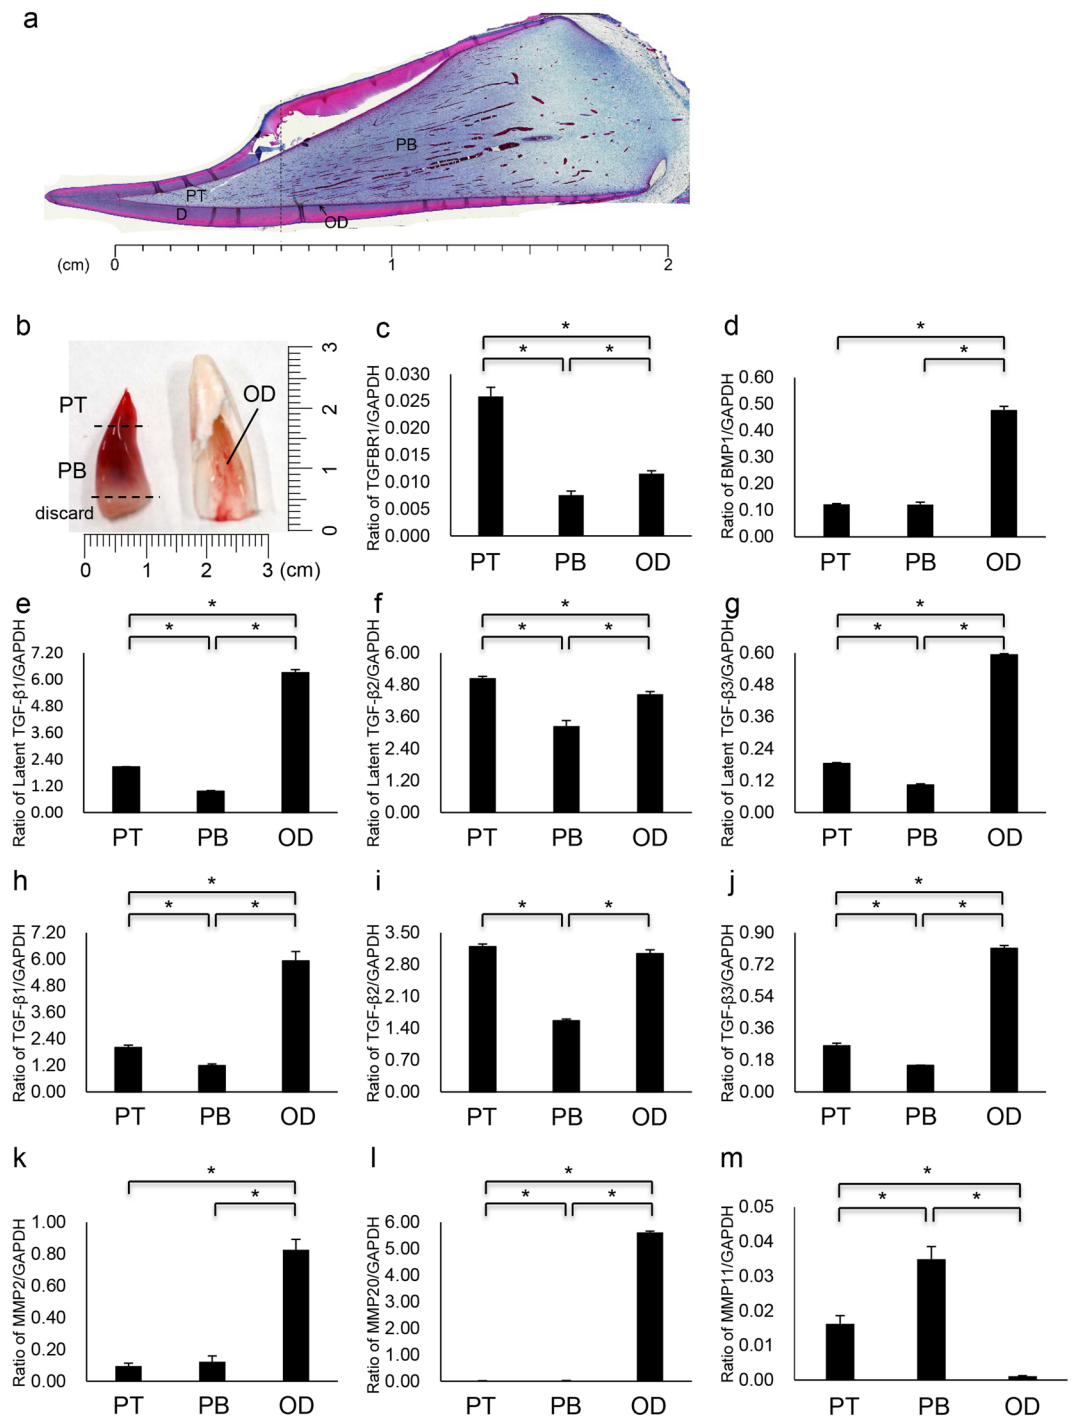 a
PB
PT
D
OD
(cm) 0 1 2
b
PT
PB
discard
OD
3
2
1
0
0 1 2 3 (cm)
c
* 
* *
Ratio of TGFBR1/GAPDH
0.030
0.025
0.020
0.015
0.010
0.005
0.000
PT PB OD
d
*
*
Ratio of BMP1/GAPDH
0.60
0.50
0.40
0.30
0.20
0.10
0.00
PT PB OD
e
*
* *
Ratio of Latent TGF-β1/GAPDH
7.20
6.00
4.80
3.60
2.40
1.20
0.00
PT PB OD
f
*
* *
Ratio of Latent TGF-β2/GAPDH
6.00
4.80
3.60
2.40
1.20
0.00
PT PB OD
g
*
* *
Ratio of Latent TGF-β3/GAPDH
0.60
0.48
0.36
0.24
0.12
0.00
PT PB OD
h
*
* *
Ratio of TGF-β1/GAPDH
7.20
6.00
4.80
3.60
2.40
1.20
0.00
PT PB OD
i
* *
Ratio of TGF-β2/GAPDH
3.50
2.80
2.10
1.40
0.70
0.00
PT PB OD
j
*
* *
Ratio of TGF-β3/GAPDH
0.90
0.72
0.54
0.36
0.18
0.00
PT PB OD
k
*
*
Ratio of MMP2/GAPDH
1.00
0.80
0.60
0.40
0.20
0.00
PT PB OD
l
*
* *
Ratio of MMP20/GAPDH
6.00
5.00
4.00
3.00
2.00
1.00
0.00
PT PB OD
m
*
* *
Ratio of MMP11/GAPDH
0.05
0.04
0.03
0.02
0.01
0.00
PT PB OD